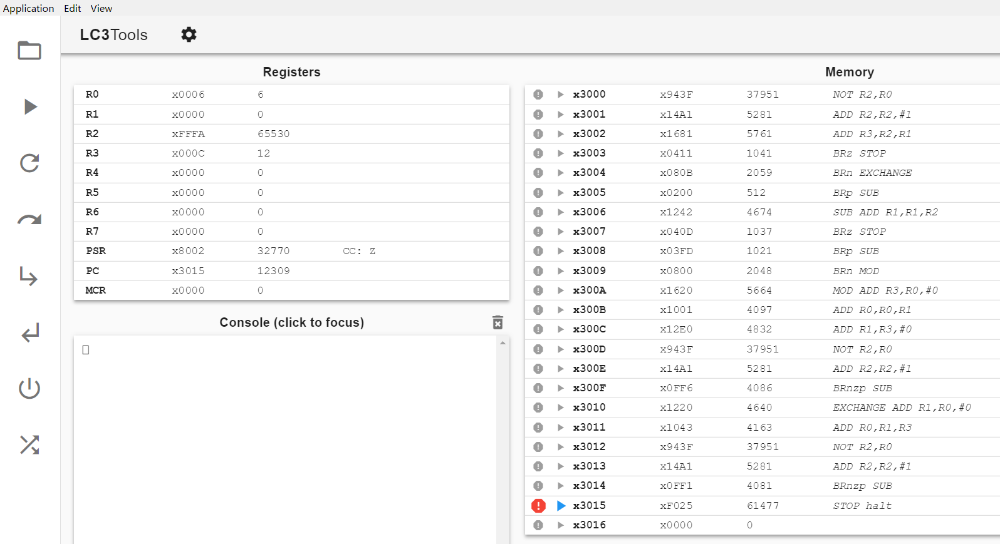 Application Edit View
LC3Tools
Registers
R0 x0006 6
R1 x0000 0
R2 xFFFA 65530
R3 x000C 12
R4 x0000 0
R5 x0000 0
R6 x0000 0
R7 x0000 0
PSR x8002 32770 CC: Z
PC x3015 12309
MCR x0000 0
Console (click to focus)
Memory
x3000 x943F 37951 NOT R2,R0
x3001 x14A1 5281 ADD R2,R2,#1
x3002 x1681 5761 ADD R3,R2,R1
x3003 x0411 1041 BRz STOP
x3004 x080B 2059 BRn EXCHANGE
x3005 x0200 512 BRp SUB
x3006 x1242 4674 SUB ADD R1,R1,R2
x3007 x040D 1037 BRz STOP
x3008 x03FD 1021 BRp SUB
x3009 x0800 2048 BRn MOD
x300A x1620 5664 MOD ADD R3,R0,#0
x300B x1001 4097 ADD R0,R0,R1
x300C x12E0 4832 ADD R1,R3,#0
x300D x943F 37951 NOT R2,R0
x300E x14A1 5281 ADD R2,R2,#1
x300F x0FF6 4086 BRnzp SUB
x3010 x1220 4640 EXCHANGE ADD R1,R0,#0
x3011 x1043 4163 ADD R0,R1,R3
x3012 x943F 37951 NOT R2,R0
x3013 x14A1 5281 ADD R2,R2,#1
x3014 x0FF1 4081 BRnzp SUB
x3015 xF025 61477 STOP halt
x3016 x0000 0